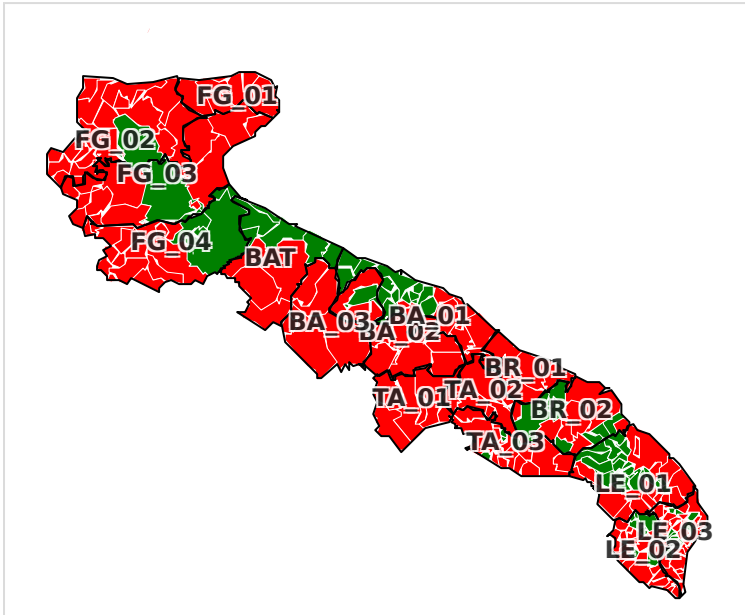 FG_01
FG_02
FG_03
FG_04
BAT
BA_01
BA_03
BA_02
BR_01
TA_02
TA_01
BR_02
TA_03
LE_01
LE_03
LE_02